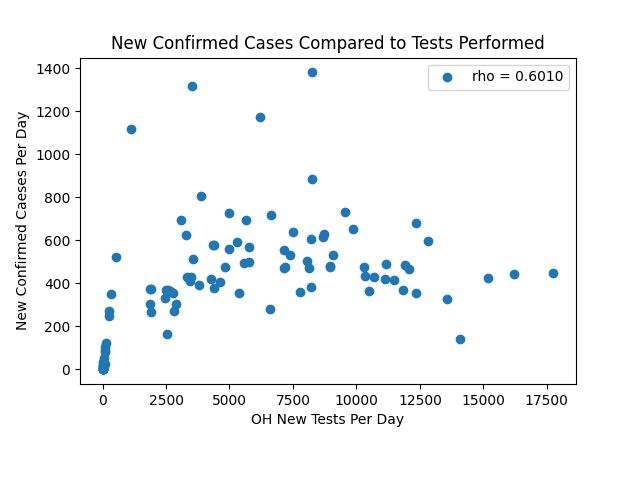 New Confirmed Cases Compared to Tests Performed
rho = 0.6010
New Confirmed Caeses Per Day
1400
1200
1000
800
600
400
200
0
0 2500 5000 7500 10000 12500 15000 17500
OH New Tests Per Day